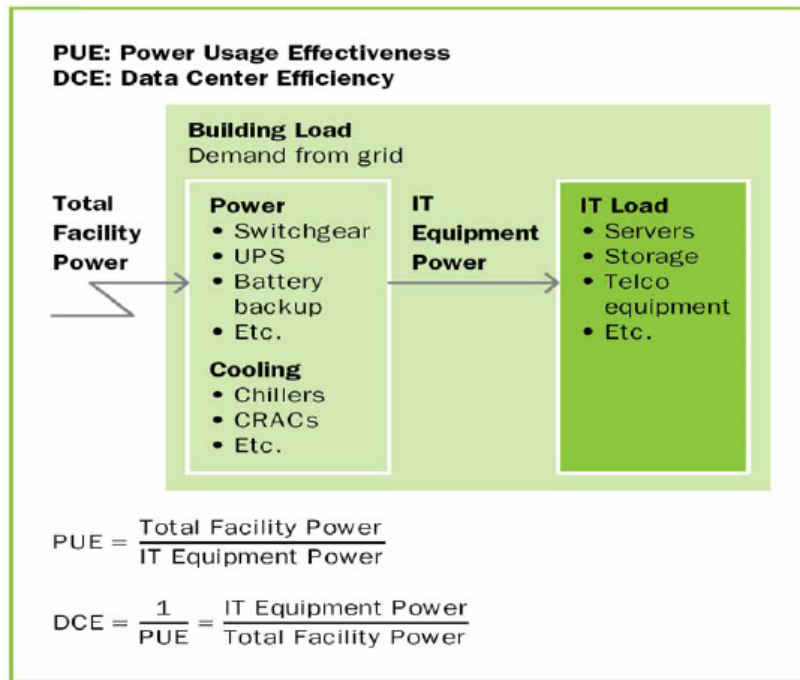 PUE: Power Usage Effectiveness
DCE: Data Center Efficiency
Building Load
Demand from grid
Total
Facility
Power
Power
• Switchgear
• UPS
• Battery
backup
• Etc.
Cooling
• Chillers
• CRACs
• Etc.
IT
Equipment
Power
IT Load
• Servers
• Storage
• Telco
equipment
• Etc.
PUE = Total Facility Power / IT Equipment Power
DCE = 1 / PUE = IT Equipment Power / Total Facility Power